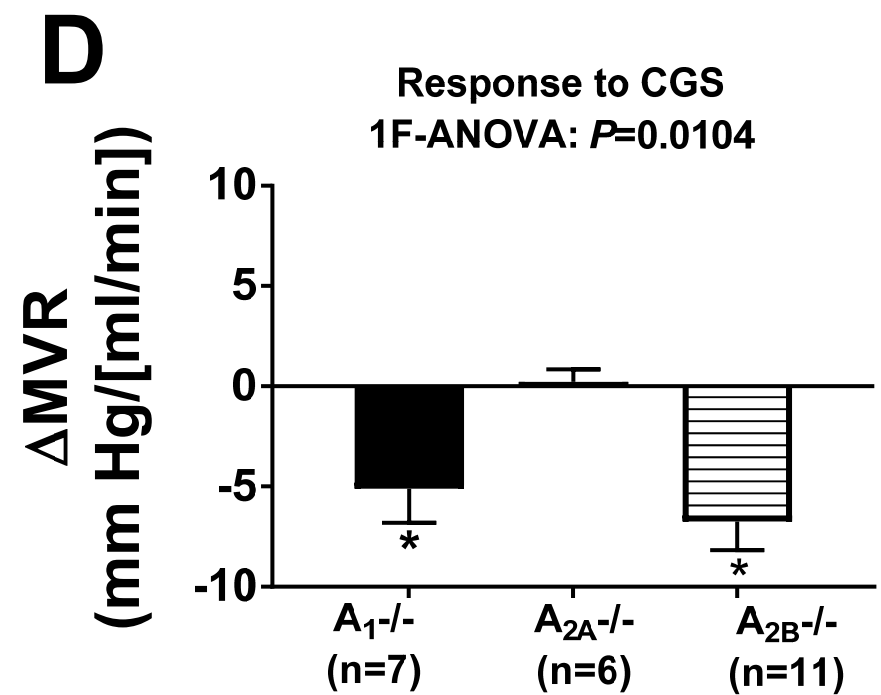 D
Response to CGS
1F-ANOVA: P=0.0104
ΔMVR
(mm Hg/[ml/min])
10
5
0
-5
-10
*
*
A1-/-
A2A-/-
A2B-/-
(n=7)
(n=6)
(n=11)